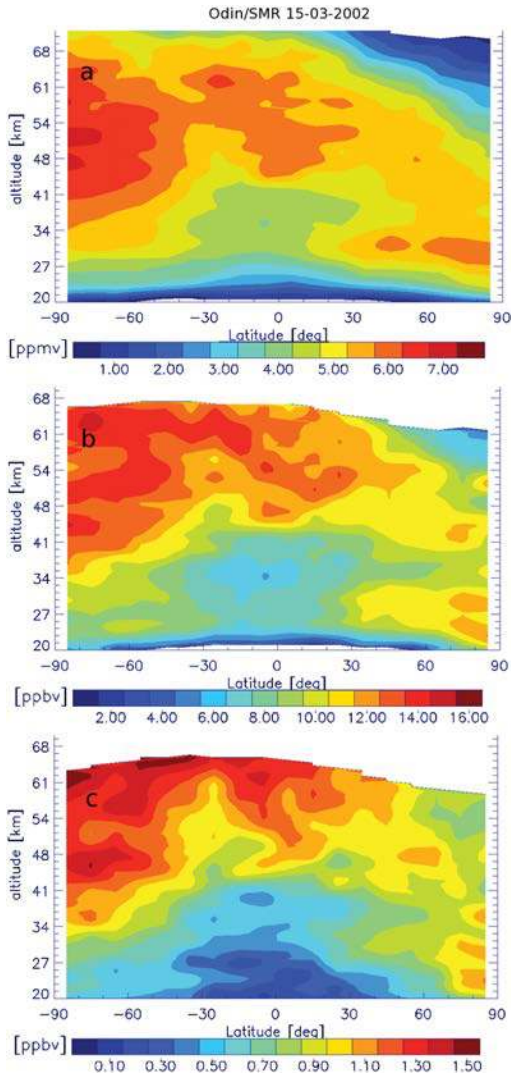 Odin/SMR 15-03-2002
a
altitude [km]
68
61
54
48
41
34
27
20
−90 −60 −30 0 30 60 90
Latitude [deg]
[ppmv]
1.00 2.00 3.00 4.00 5.00 6.00 7.00
b
altitude [km]
68
61
54
48
41
34
27
20
−90 −60 −30 0 30 60 90
Latitude [deg]
[ppbv]
2.00 4.00 6.00 8.00 10.00 12.00 14.00 16.00
c
altitude [km]
68
61
54
48
41
34
27
20
−90 −60 −30 0 30 60 90
Latitude [deg]
[ppbv]
0.10 0.30 0.50 0.70 0.90 1.10 1.30 1.50